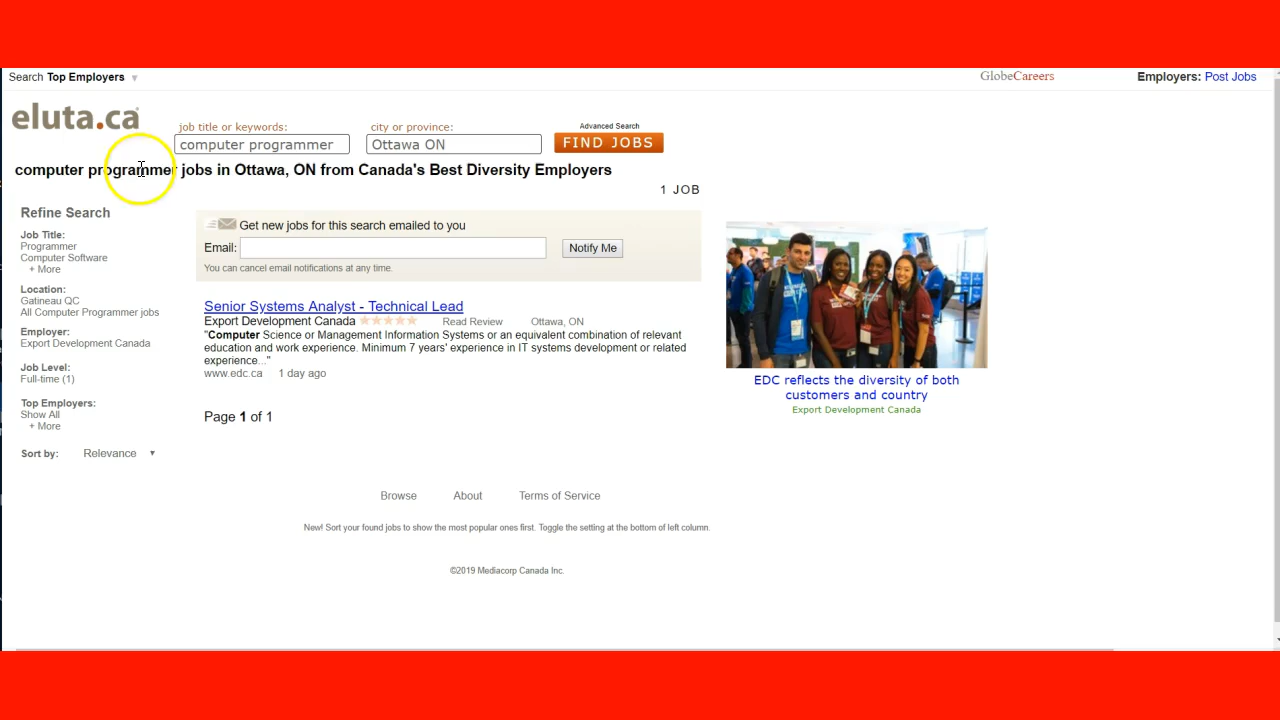 Search Top Employers ▼
GlobeCareers
Employers: Post Jobs
eluta.ca
job title or keywords:
city or province:
Advanced Search
computer programmer
Ottawa ON
FIND JOBS
computer programmer jobs in Ottawa, ON from Canada's Best Diversity Employers
1 JOB
Refine Search
Job Title:
Programmer
Computer Software
+ More
Location:
Gatineau QC
All Computer Programmer jobs
Employer:
Export Development Canada
Job Level:
Full-time (1)
Top Employers:
Show All
+ More
Sort by: Relevance ▼
Get new jobs for this search emailed to you
Email:
Notify Me
You can cancel email notifications at any time.
Senior Systems Analyst - Technical Lead
Export Development Canada ★★★★★ Read Review Ottawa, ON
"Computer Science or Management Information Systems or an equivalent combination of relevant
education and work experience. Minimum 7 years' experience in IT systems development or related
experience..."
www.edc.ca 1 day ago
Page 1 of 1
EDC reflects the diversity of both
customers and country
Export Development Canada
Browse About Terms of Service
New! Sort your found jobs to show the most popular ones first. Toggle the setting at the bottom of left column.
©2019 Mediacorp Canada Inc.